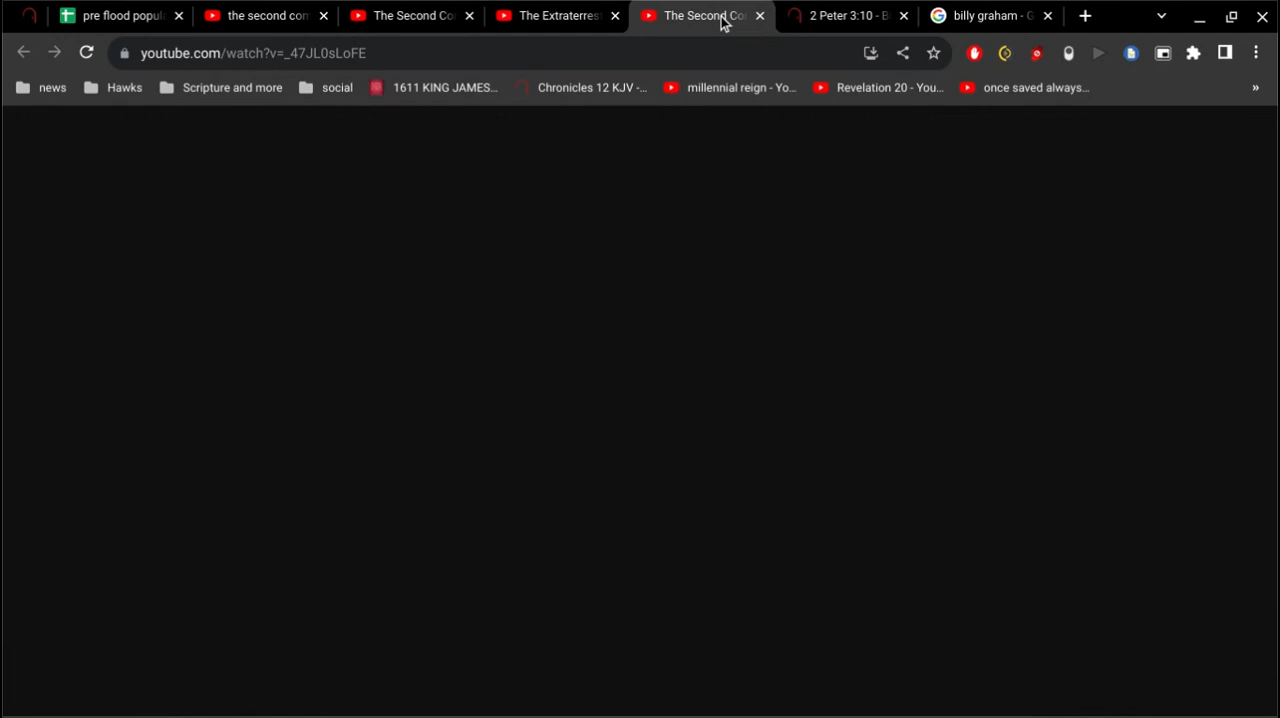 pre flood popul the second com The Second Co The Extraterres The Second Co 2 Peter 3:10 - B billy graham - G
youtube.com/watch?v=_47JL0sLoFE
news Hawks Scripture and more social 1611 KING JAMES... Chronicles 12 KJV -... millennial reign - Yo... Revelation 20 - You... once saved always... »